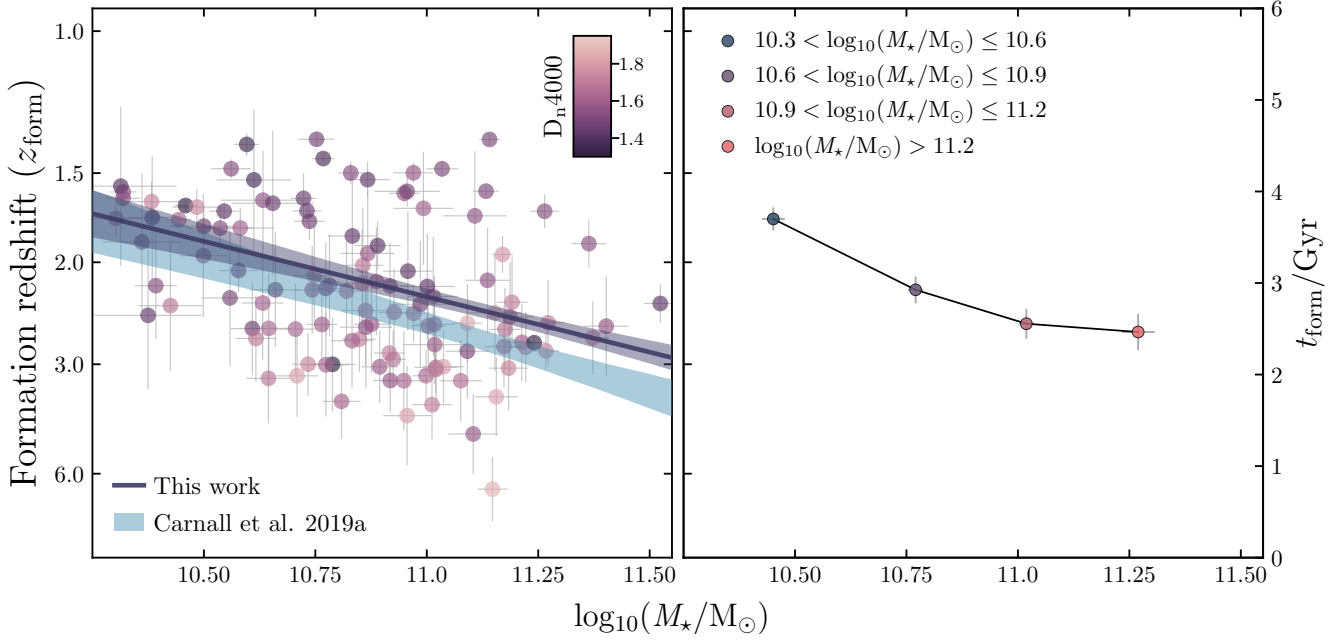 Formation redshift (z_form)
1.0
1.5
2.0
3.0
6.0
D_n4000
1.8
1.6
1.4
This work
Carnall et al. 2019a
10.50
10.75
11.00
11.25
11.50
10.3 < log₁₀(M⋆/M⊙) ≤ 10.6
10.6 < log₁₀(M⋆/M⊙) ≤ 10.9
10.9 < log₁₀(M⋆/M⊙) ≤ 11.2
log₁₀(M⋆/M⊙) > 11.2
6
5
4
3
2
1
0
t_form/Gyr
10.50
10.75
11.00
11.25
11.50
log₁₀(M⋆/M⊙)